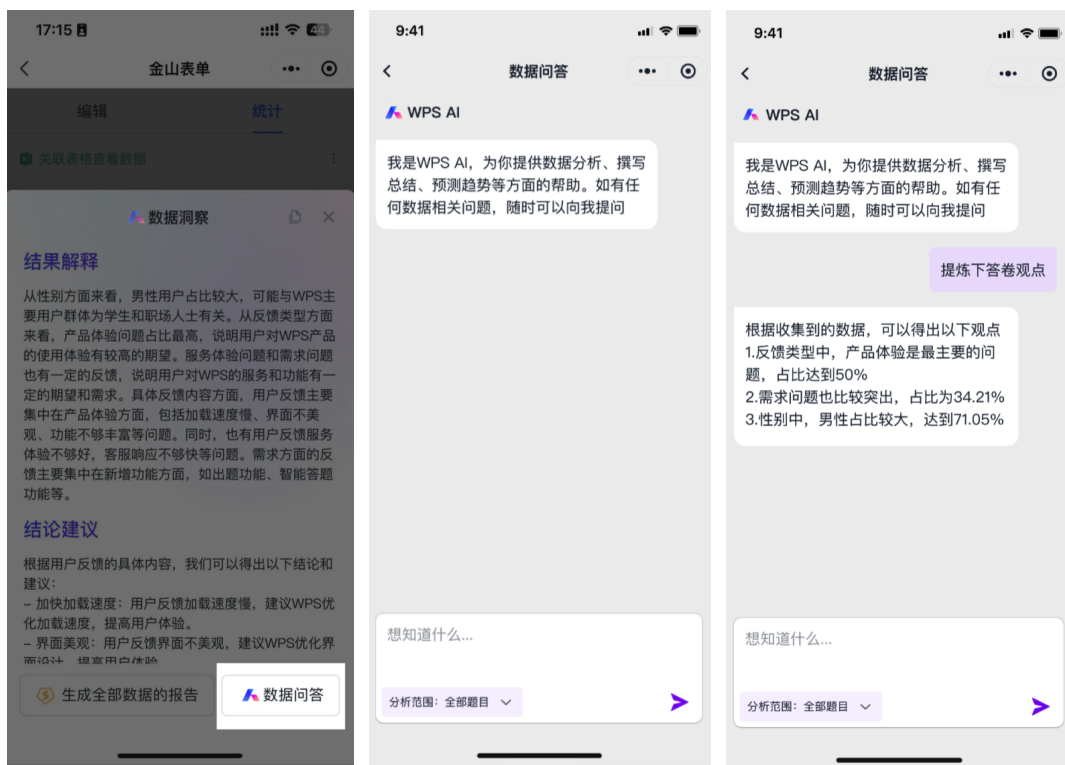 17:15
44
金山表单
编辑
统计
关联表格查看数据
数据洞察
结果解释
从性别方面来看，男性用户占比较大，可能与WPS主
要用户群体为学生和职场人士有关。从反馈类型方面
来看，产品体验问题占比最高，说明用户对WPS产品
的使用体验有较高的期望。服务体验问题和需求问题
也有一定的反馈，说明用户对WPS的服务和功能有一
定的期望和需求。具体反馈内容方面，用户反馈主要
集中在产品体验方面，包括加载速度慢、界面不美
观、功能不够丰富等问题。同时，也有用户反馈服务
体验不够好，客服响应不够快等问题。需求方面的反
馈主要集中在新增功能方面，如出题功能、智能答题
功能等。
结论建议
根据用户反馈的具体内容，我们可以得出以下结论和
建议：
– 加快加载速度：用户反馈加载速度慢，建议WPS优
化加载速度，提高用户体验。
– 界面美观：用户反馈界面不美观，建议WPS优化界
面设计，提高用户体验
生成全部数据的报告
数据问答
9:41
数据问答
WPS AI
我是WPS AI，为你提供数据分析、撰写
总结、预测趋势等方面的帮助。如有任
何数据相关问题，随时可以向我提问
想知道什么...
分析范围：全部题目
9:41
数据问答
WPS AI
我是WPS AI，为你提供数据分析、撰写
总结、预测趋势等方面的帮助。如有任
何数据相关问题，随时可以向我提问
提炼下答卷观点
根据收集到的数据，可以得出以下观点
1.反馈类型中，产品体验是最主要的问
题，占比达到50%
2.需求问题也比较突出，占比为34.21%
3.性别中，男性占比较大，达到71.05%
想知道什么...
分析范围：全部题目